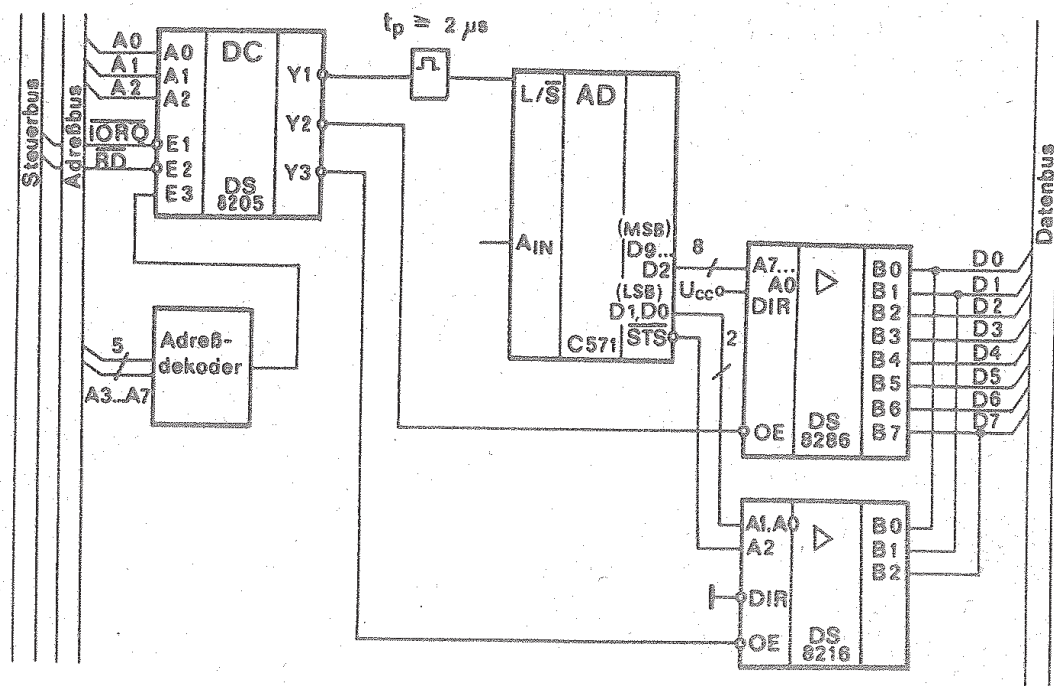 Steuerbus
Adreßbus
A0
A1
A2
IORQ
RD
A0
A1
A2
E1
E2
E3
DC
DS
8205
Y1
Y2
Y3
tp ≧ 2 µs
Adreß-
dekoder
5
A3...A7
L/S
AIN
AD
C571
(MSB)
D9...
D2
(LSB)
D1,D0
STS
8
UCC
2
A7...
A0
DIR
OE
DS
8286
B0
B1
B2
B3
B4
B5
B6
B7
D0
D1
D2
D3
D4
D5
D6
D7
Datenbus
A1,A0
A2
DIR
OE
DS
8216
B0
B1
B2